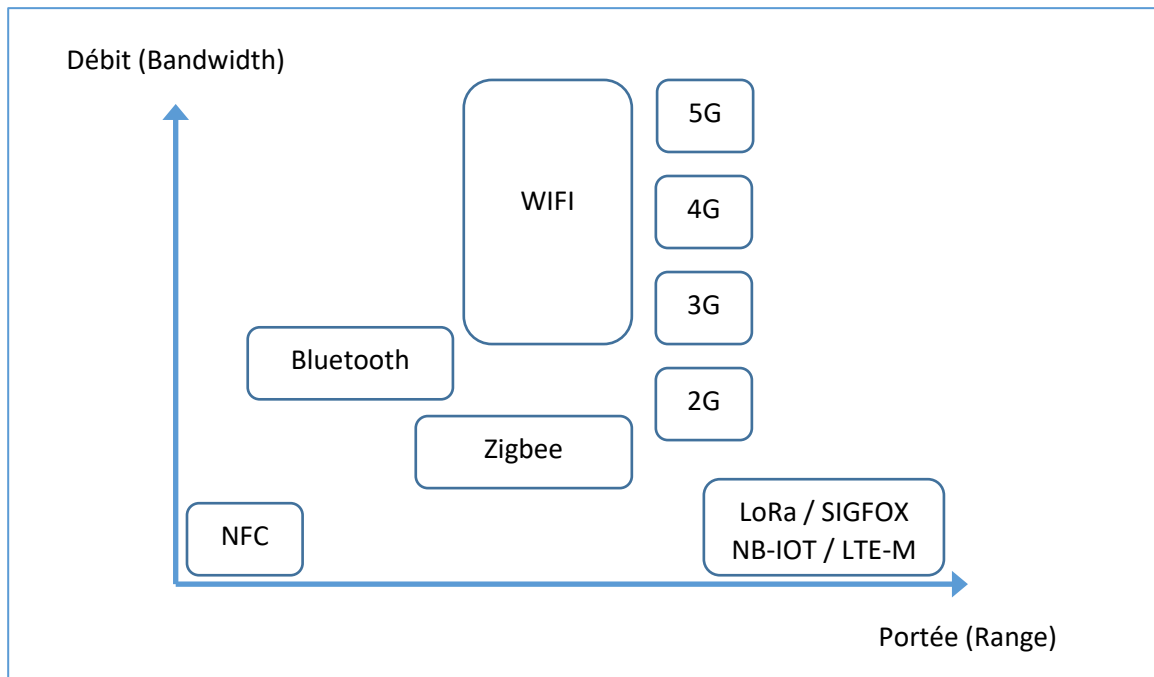 Débit (Bandwidth)
5G
WIFI
4G
3G
Bluetooth
2G
Zigbee
NFC
LoRa / SIGFOX
NB-IOT / LTE-M
Portée (Range)